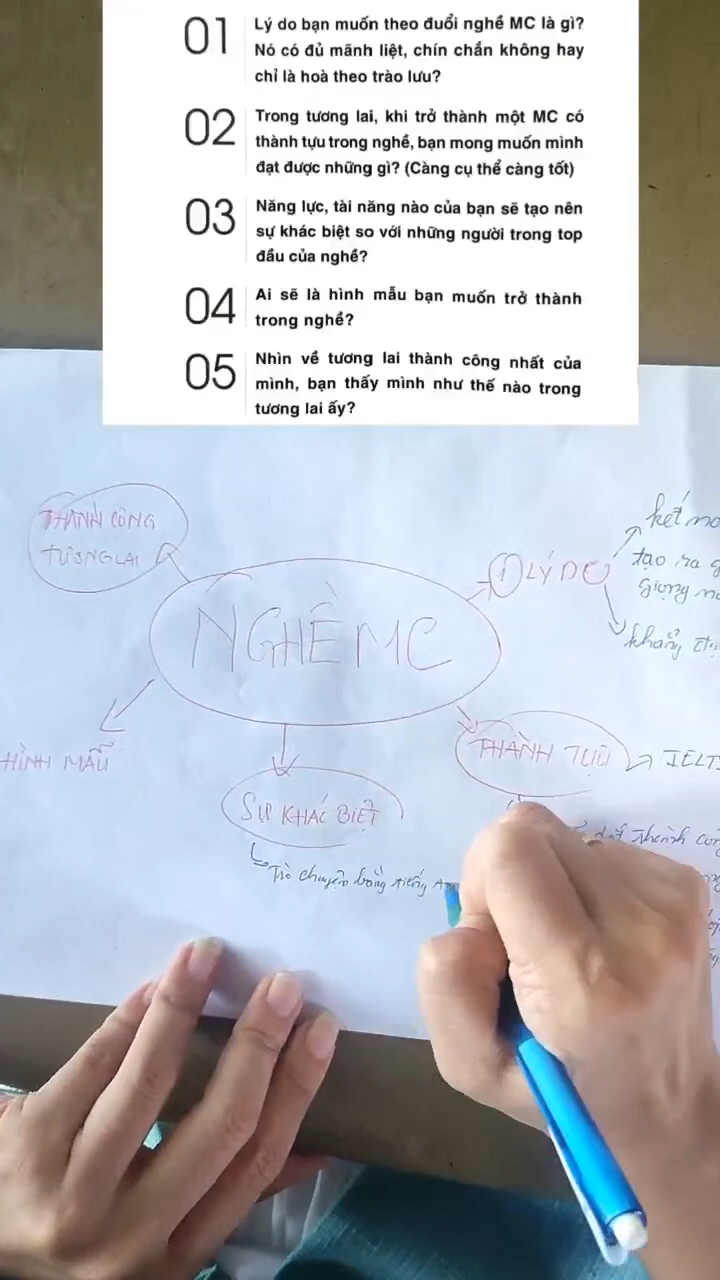 01 Lý do bạn muốn theo đuổi nghề MC là gì?
Nó có đủ mãnh liệt, chín chắn không hay
chỉ là hoà theo trào lưu?
02 Trong tương lai, khi trở thành một MC có
thành tựu trong nghề, bạn mong muốn mình
đạt được những gì? (Càng cụ thể càng tốt)
03 Năng lực, tài năng nào của bạn sẽ tạo nên
sự khác biệt so với những người trong top
đầu của nghề?
04 Ai sẽ là hình mẫu bạn muốn trở thành
trong nghề?
05 Nhìn về tương lai thành công nhất của
mình, bạn thấy mình như thế nào trong
tương lai ấy?
THÀNH CÔNG
TƯƠNG LAI
NGHỀ MC
① LÝ DO
kết
tạo ra
giọng
khẳng
HÌNH MẪU
THÀNH TỰU
IELTS
SỰ KHÁC BIỆT
Trò chuyện bằng tiếng
đạt thành